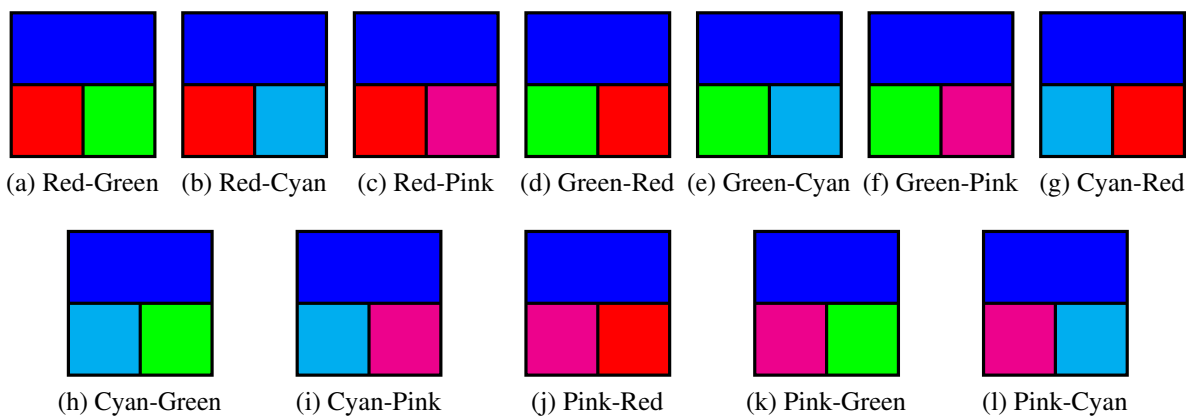 (a) Red-Green (b) Red-Cyan (c) Red-Pink (d) Green-Red (e) Green-Cyan (f) Green-Pink (g) Cyan-Red
(h) Cyan-Green (i) Cyan-Pink (j) Pink-Red (k) Pink-Green (l) Pink-Cyan